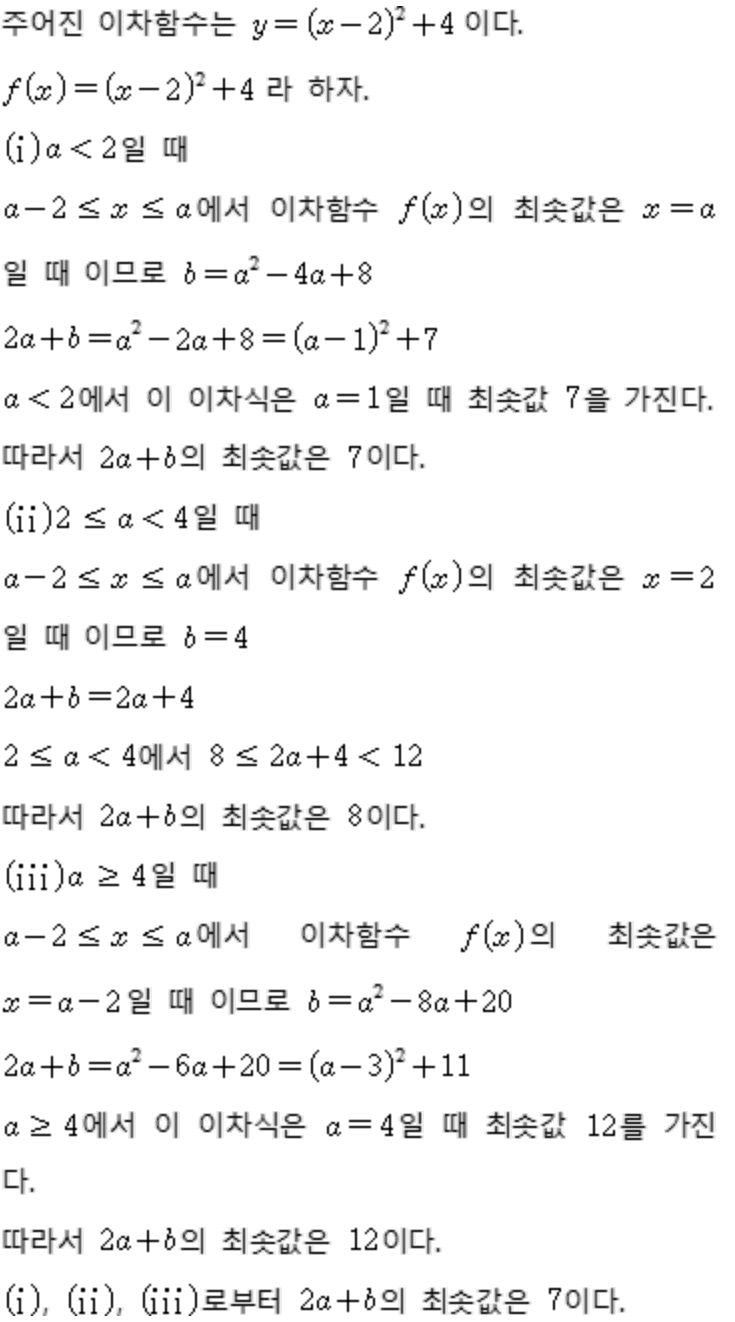 주어진 이차함수는 y=(x-2)²+4 이다.
f(x)=(x-2)²+4 라 하자.
(i)a<2일 때
a-2≤x≤a에서 이차함수 f(x)의 최솟값은 x=a
일 때 이므로 b=a²-4a+8
2a+b=a²-2a+8=(a-1)²+7
a<2에서 이 이차식은 a=1일 때 최솟값 7을 가진다.
따라서 2a+b의 최솟값은 7이다.
(ii)2≤a<4일 때
a-2≤x≤a에서 이차함수 f(x)의 최솟값은 x=2
일 때 이므로 b=4
2a+b=2a+4
2≤a<4에서 8≤2a+4<12
따라서 2a+b의 최솟값은 8이다.
(iii)a≥4일 때
a-2≤x≤a에서 이차함수 f(x)의 최솟값은
x=a-2일 때 이므로 b=a²-8a+20
2a+b=a²-6a+20=(a-3)²+11
a≥4에서 이 이차식은 a=4일 때 최솟값 12를 가진
다.
따라서 2a+b의 최솟값은 12이다.
(i), (ii), (iii)로부터 2a+b의 최솟값은 7이다.